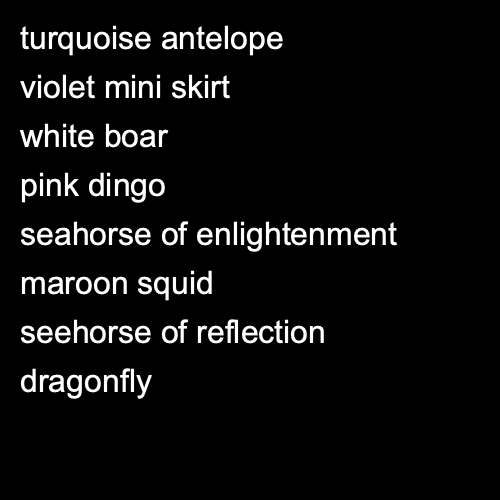 turquoise antelope
violet mini skirt
white boar
pink dingo
seahorse of enlightenment
maroon squid
seehorse of reflection
dragonfly